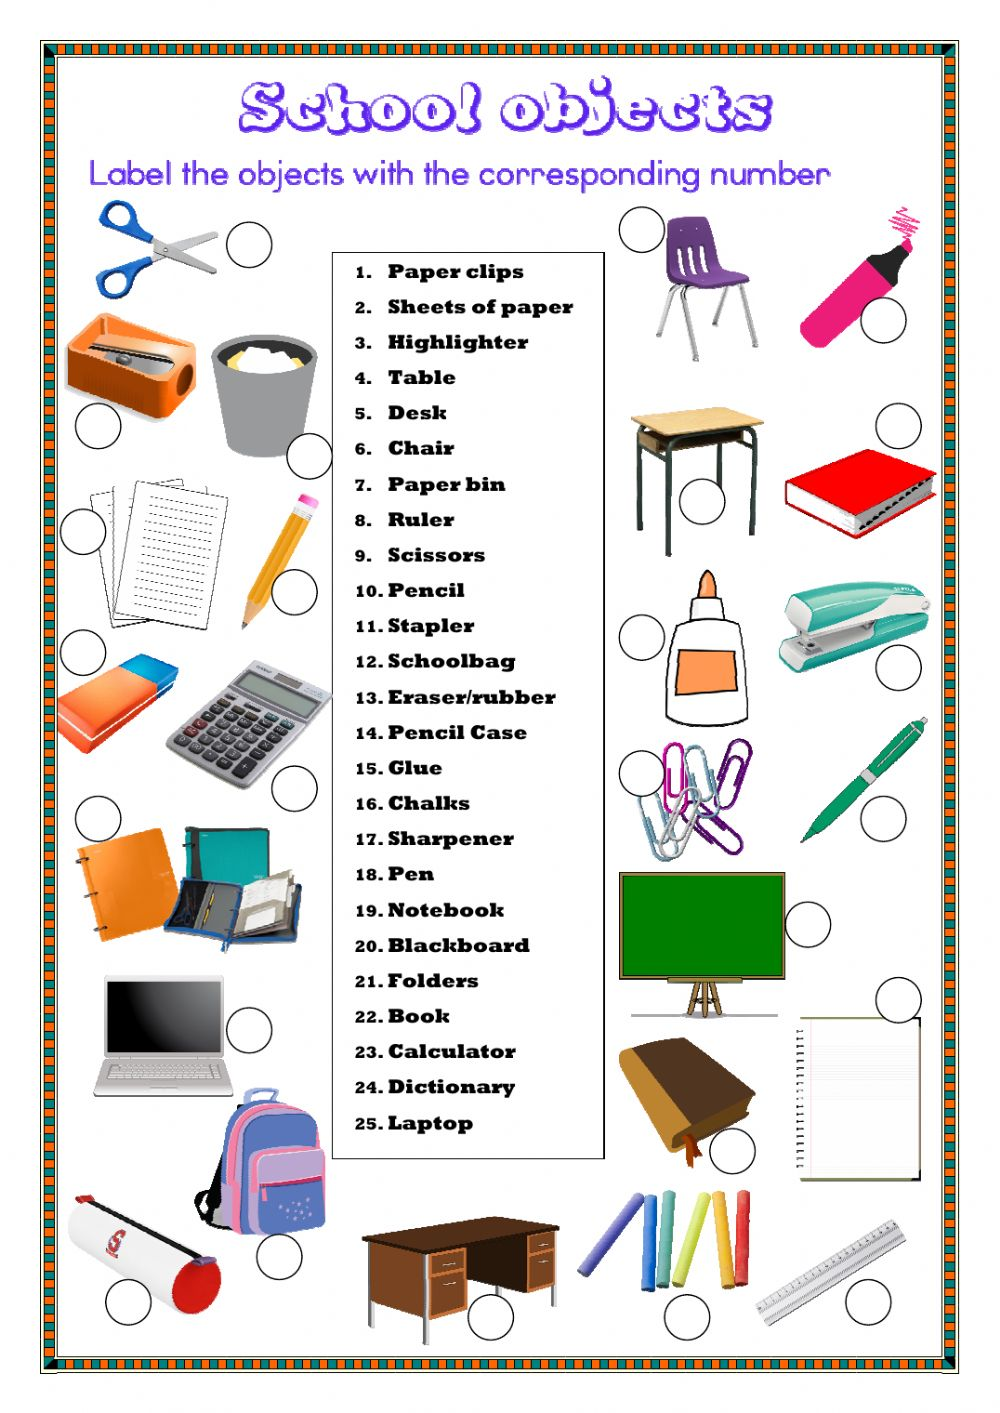 School objects
Label the objects with the corresponding number
1. Paper clips
2. Sheets of paper
3. Highlighter
4. Table
5. Desk
6. Chair
7. Paper bin
8. Ruler
9. Scissors
10. Pencil
11. Stapler
12. Schoolbag
13. Eraser/rubber
14. Pencil Case
15. Glue
16. Chalks
17. Sharpener
18. Pen
19. Notebook
20. Blackboard
21. Folders
22. Book
23. Calculator
24. Dictionary
25. Laptop
S